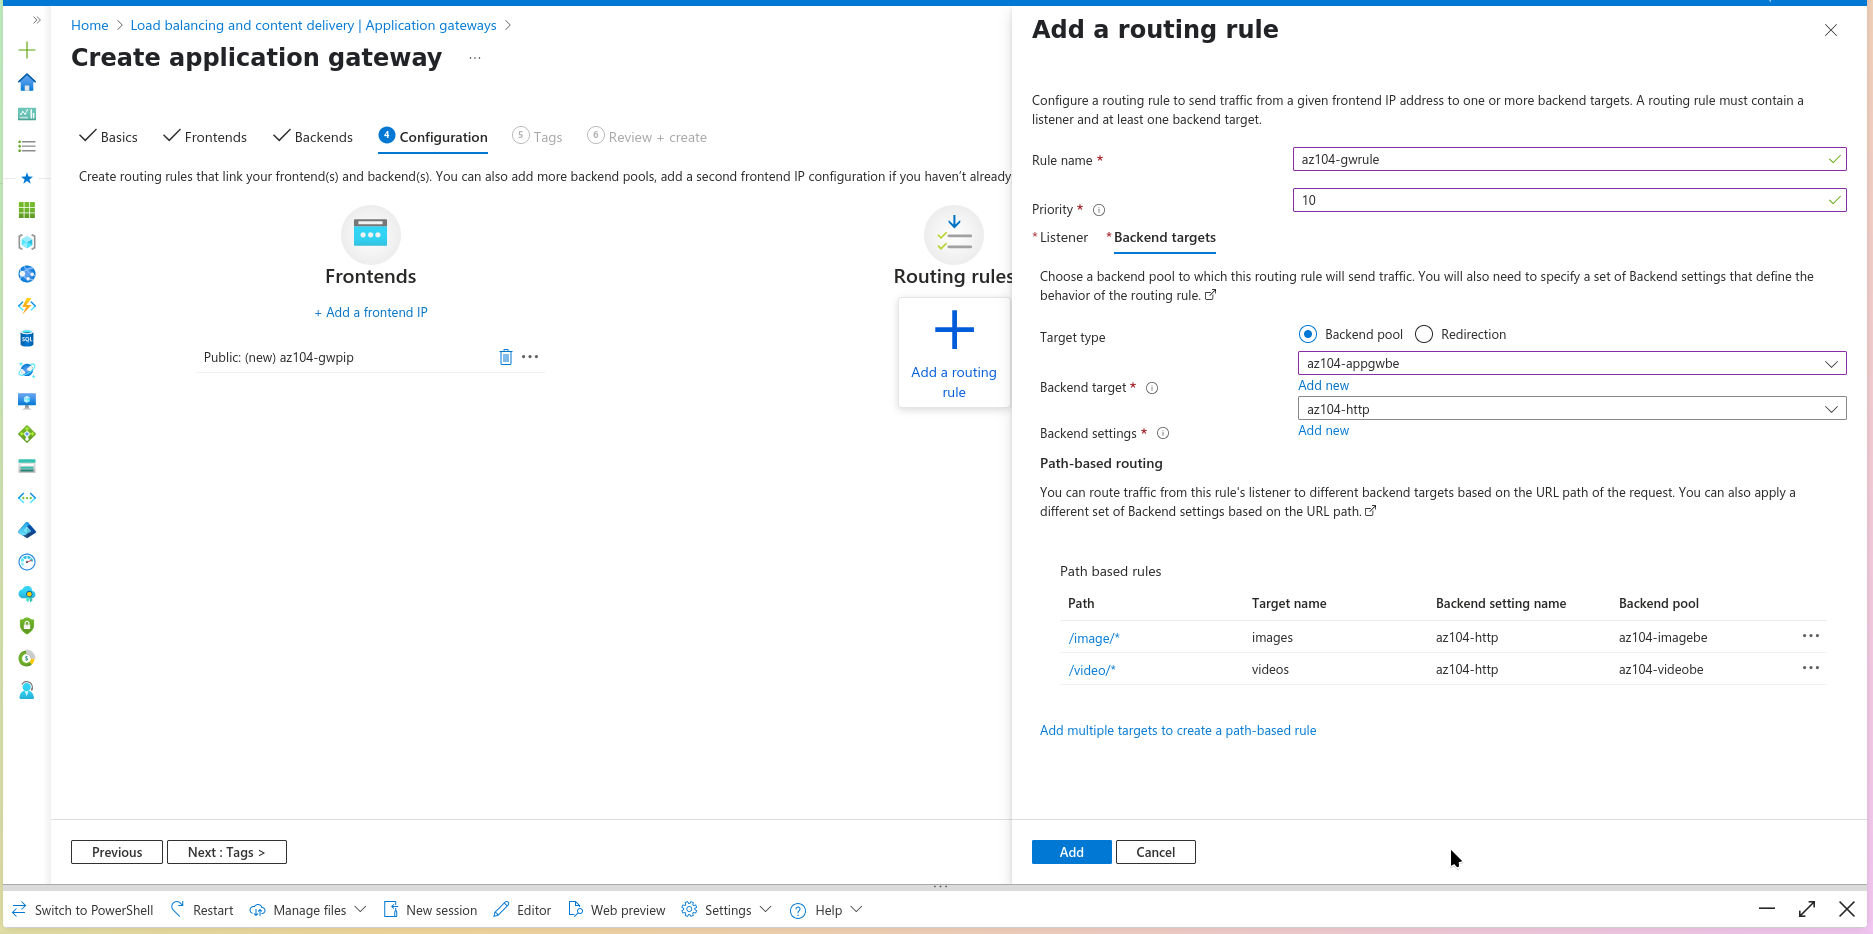 Home > Load balancing and content delivery | Application gateways >
Create application gateway ...
Basics
Frontends
Backends
4 Configuration
5 Tags
6 Review + create
Create routing rules that link your frontend(s) and backend(s). You can also add more backend pools, add a second frontend IP configuration if you haven't already
Frontends
+ Add a frontend IP
Public: (new) az104-gwpip
Routing rules
Add a routing
rule
Previous
Next : Tags >
Add a routing rule
Configure a routing rule to send traffic from a given frontend IP address to one or more backend targets. A routing rule must contain a
listener and at least one backend target.
Rule name *
az104-gwrule
Priority *
10
* Listener
* Backend targets
Choose a backend pool to which this routing rule will send traffic. You will also need to specify a set of Backend settings that define the
behavior of the routing rule.
Target type
Backend pool
Redirection
az104-appgwbe
Backend target *
Add new
az104-http
Backend settings *
Add new
Path-based routing
You can route traffic from this rule's listener to different backend targets based on the URL path of the request. You can also apply a
different set of Backend settings based on the URL path.
Path based rules
Path Target name Backend setting name Backend pool
/image/* images az104-http az104-imagebe
/video/* videos az104-http az104-videobe
Add multiple targets to create a path-based rule
Add
Cancel
Switch to PowerShell
Restart
Manage files
New session
Editor
Web preview
Settings
Help